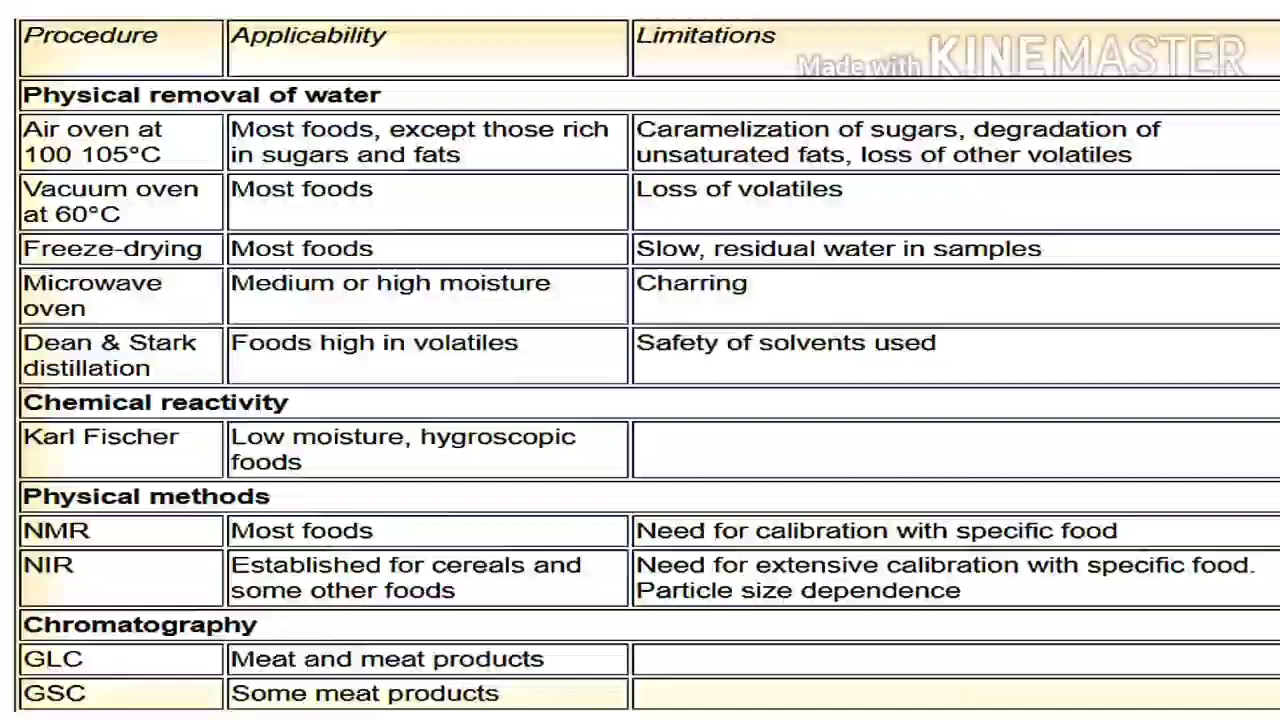 Procedure Applicability Limitations
Made with KINEMASTER
Physical removal of water
Air oven at
100 105°C
Most foods, except those rich
in sugars and fats
Caramelization of sugars, degradation of
unsaturated fats, loss of other volatiles
Vacuum oven
at 60°C
Most foods
Loss of volatiles
Freeze-drying
Most foods
Slow, residual water in samples
Microwave
oven
Medium or high moisture
Charring
Dean & Stark
distillation
Foods high in volatiles
Safety of solvents used
Chemical reactivity
Karl Fischer
Low moisture, hygroscopic
foods
Physical methods
NMR
Most foods
Need for calibration with specific food
NIR
Established for cereals and
some other foods
Need for extensive calibration with specific food.
Particle size dependence
Chromatography
GLC
Meat and meat products
GSC
Some meat products